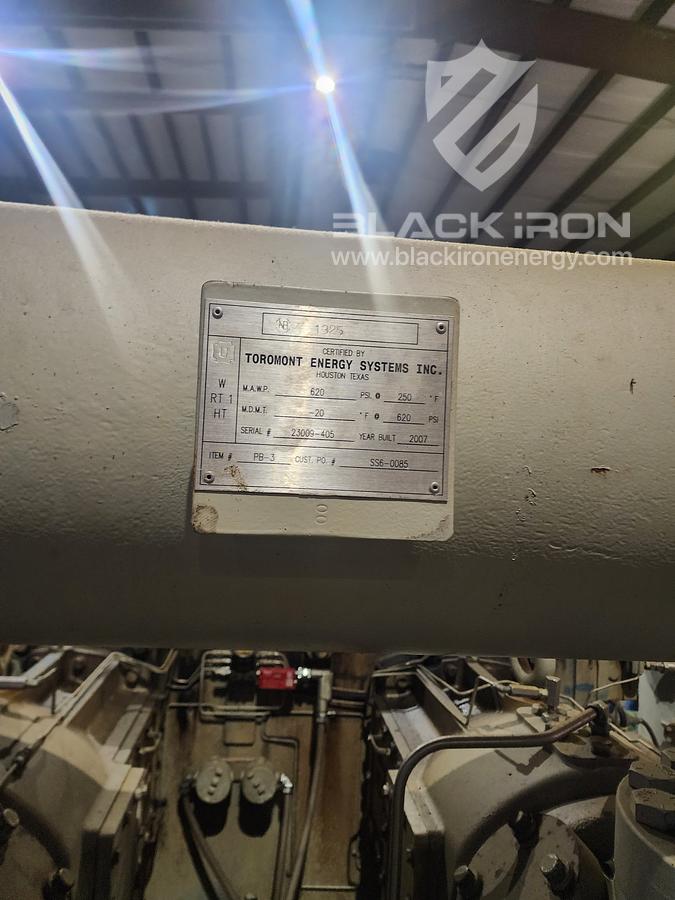 BLACK iRON
www.blackironenergy.com
NB 1325
U
CERTIFIED BY
TOROMONT ENERGY SYSTEMS INC.
HOUSTON TEXAS
W
RT 1
HT
M.A.W.P. 620 PSI. @ 250 °F
M.D.M.T. -20 °F @ 620 PSI
SERIAL # 23009-405 YEAR BUILT 2007
ITEM # PB-3 CUST. PO. # SS6-0085